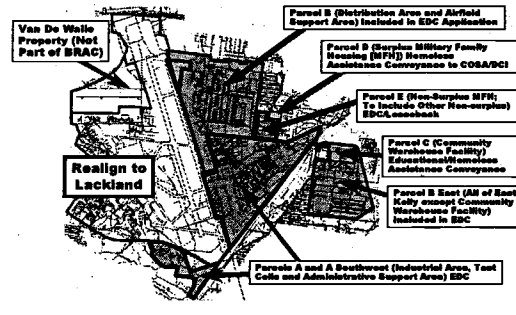 Parcel B (Distribution Area and Airfield
Support Area) Included in EDC Application
Van De Walle
Property (Not
Part of BRAC)
Parcel D (Surplus Military Family
Housing [MFH]) Homeless
Assistance Conveyance to COSA/DCI
Parcel E (Non-Surplus MFH;
To Include Other Non-surplus)
EDC/Leaseback
Parcel C (Community
Warehouse Facility)
Educational/Homeless
Assistance Conveyance
Realign to
Lackland
Parcel B East (All of East
Kelly except Community
Warehouse Facility)
Included in EDC
Parcels A and A Southwest (Industrial Area, Test
Cells and Administrative Support Area) EDC